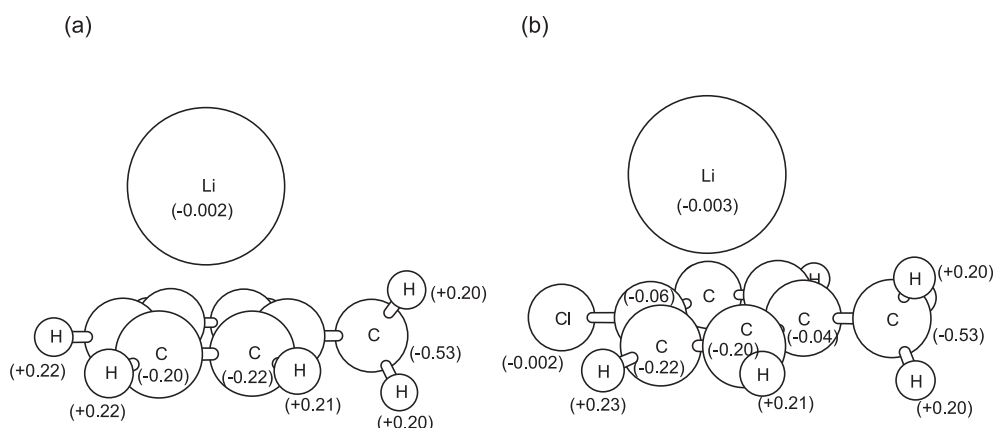 (a)
Li
(-0.002)
H
(+0.20)
H
C
C
C
(-0.53)
(+0.22)
H
(-0.20)
(-0.22)
H
(+0.22)
(+0.21)
H
(+0.20)
(b)
Li
(-0.003)
H
H
(+0.20)
(-0.06)
C
Cl
C
C
C
C
(-0.04)
(-0.53)
(-0.002)
H
(-0.22)
(-0.20)
H
H
(+0.23)
(+0.21)
(+0.20)